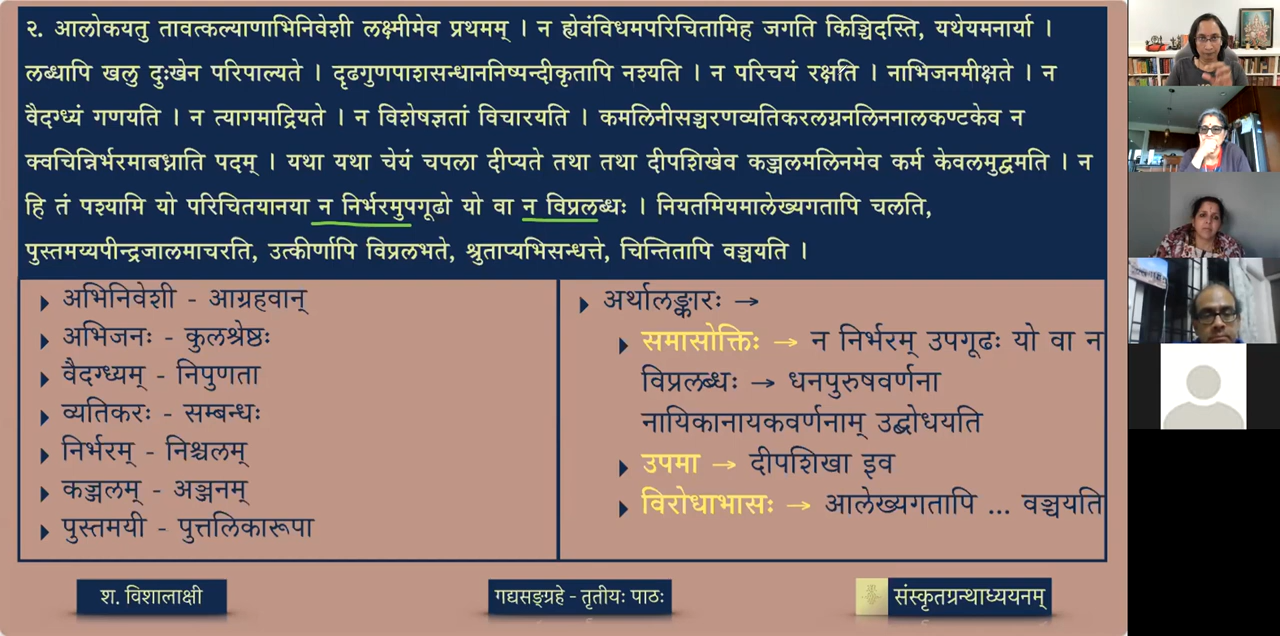 २. आलोकयतु तावत्कल्याणाभिनिवेशी लक्ष्मीमेव प्रथमम् । न ह्येवंविधमपरिचितामिह जगति किञ्चिदस्ति, यथेयमनार्या ।
लब्धापि खलु दुःखेन परिपाल्यते । दृढगुणपाशसन्धाननिष्पन्दीकृतापि नश्यति । न परिचयं रक्षति । नाभिजनमीक्षते । न
वैदग्ध्यं गणयति । न त्यागमाद्रियते । न विशेषज्ञतां विचारयति । कमलिनीसञ्चरणव्यतिकरलग्ननलिननालकण्टकेव न
क्वचिन्निर्भरमाबध्नाति पदम् । यथा यथा चेयं चपला दीप्यते तथा तथा दीपशिखेव कज्जलमलिनमेव कर्म केवलमुद्वमति । न
हि तं पश्यामि यो परिचितयानया न निर्भरमुपगूढो यो वा न विप्रलब्धः । नियतमियमालेख्यगतापि चलति,
पुस्तमय्यपीन्द्रजालमाचरति, उत्कीर्णापि विप्रलभते, श्रुताप्यभिसन्धत्ते, चिन्तितापि वञ्चयति ।
अभिनिवेशी - आग्रहवान्
अभिजनः - कुलश्रेष्ठः
वैदग्ध्यम् - निपुणता
व्यतिकरः - सम्बन्धः
निर्भरम् - निश्चलम्
कज्जलम् - अञ्जनम्
पुस्तमयी - पुत्तलिकारूपा
अर्थालङ्कारः →
समासोक्तिः → न निर्भरम् उपगूढः यो वा न
विप्रलब्धः → धनपुरुषवर्णना
नायिकानायकवर्णनाम् उद्बोधयति
उपमा → दीपशिखा इव
विरोधाभासः → आलेख्यगतापि ... वञ्चयति
श. विशालाक्षी
गद्यसङ्ग्रहे - तृतीयः पाठः
संस्कृतग्रन्थाध्ययनम्